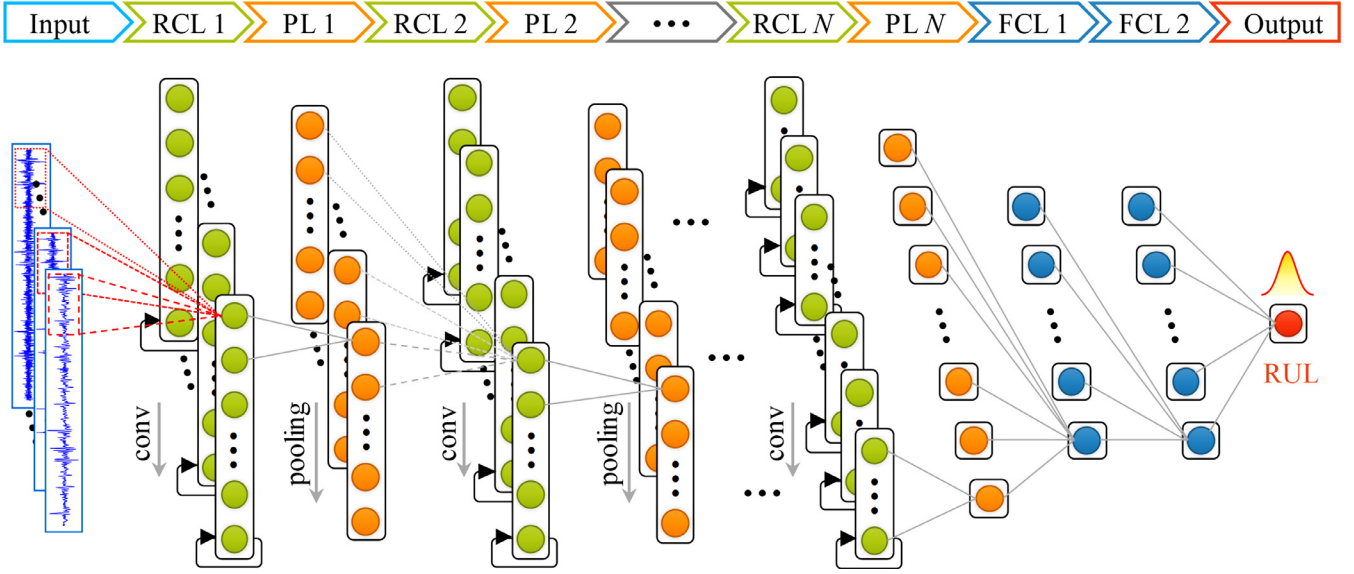 Input RCL 1 PL 1 RCL 2 PL 2 ••• RCL N PL N FCL 1 FCL 2 Output
conv
pooling
conv
pooling
conv
RUL